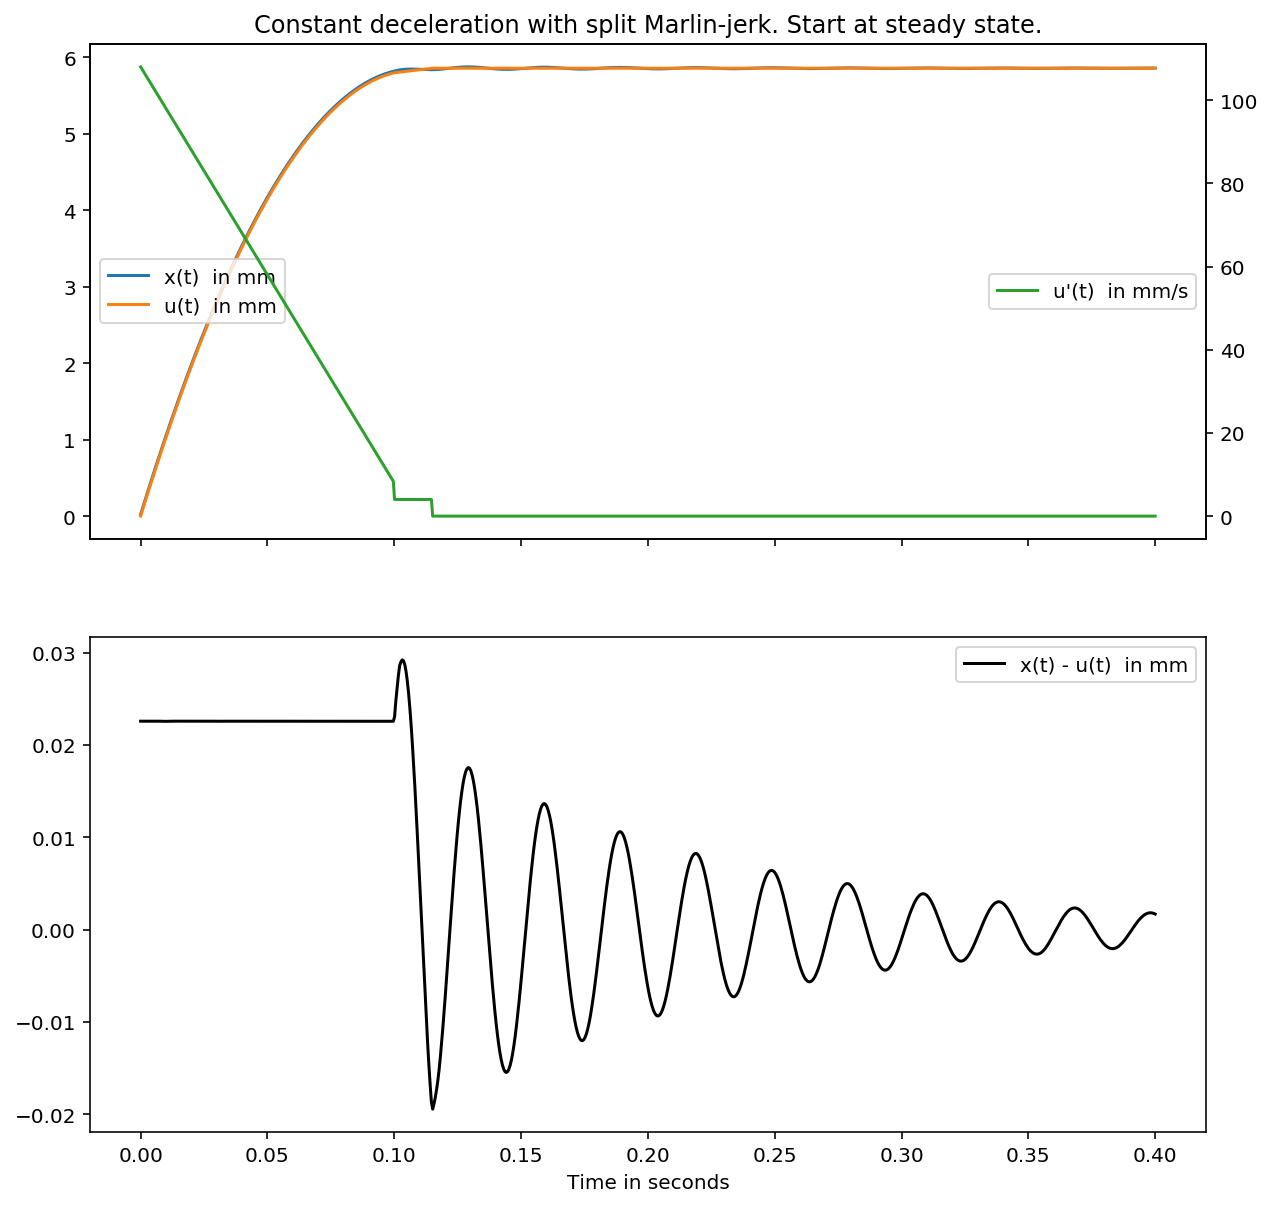 Constant deceleration with split Marlin-jerk. Start at steady state.
6
5
4
3
2
1
0
x(t)  in mm
u(t)  in mm
100
80
60
40
20
0
u'(t)  in mm/s
0.03
0.02
0.01
0.00
−0.01
−0.02
x(t) - u(t)  in mm
0.00 0.05 0.10 0.15 0.20 0.25 0.30 0.35 0.40
Time in seconds